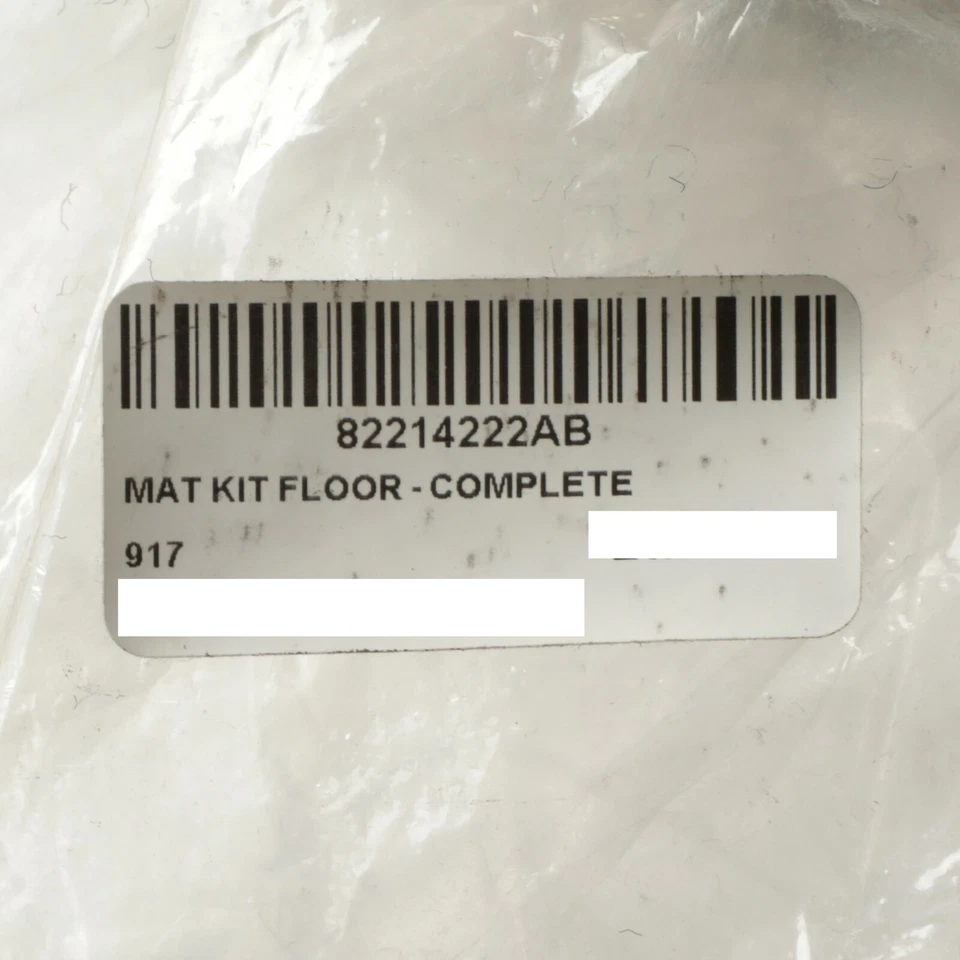 82214222AB
MAT KIT FLOOR - COMPLETE
917